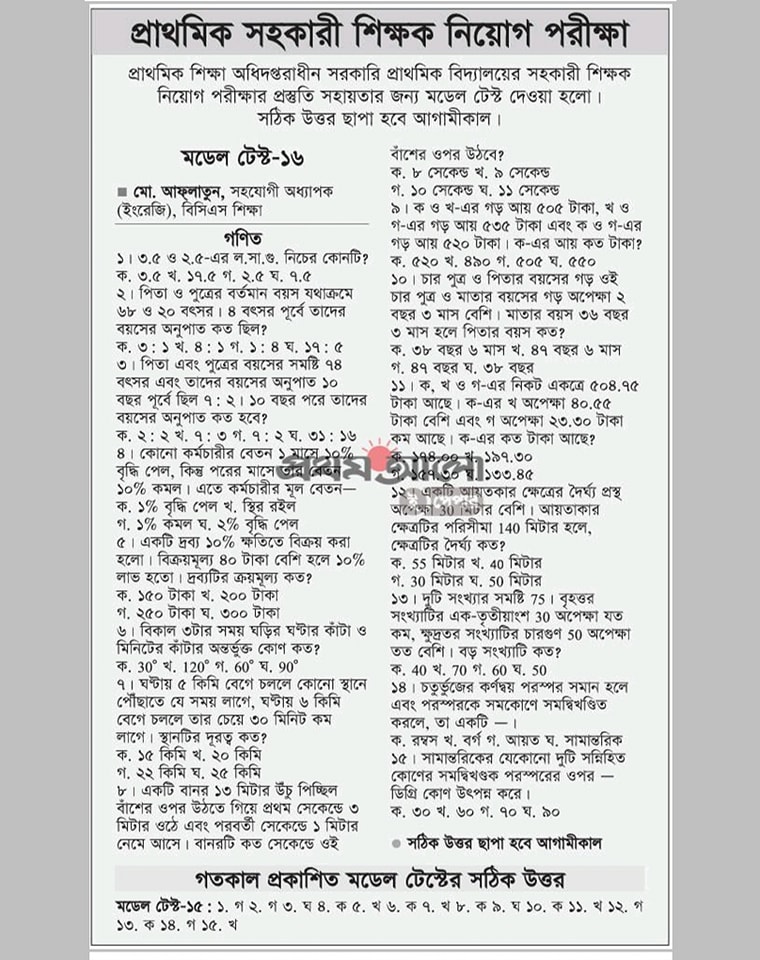 প্রাথমিক সহকারী শিক্ষক নিয়োগ পরীক্ষা
প্রাথমিক শিক্ষা অধিদপ্তরাধীন সরকারি প্রাথমিক বিদ্যালয়ের সহকারী শিক্ষক
নিয়োগ পরীক্ষার প্রস্তুতি সহায়তার জন্য মডেল টেস্ট দেওয়া হলো।
সঠিক উত্তর ছাপা হবে আগামীকাল।
মডেল টেস্ট-১৬
■ মো. আফ্‌লাতুন, সহযোগী অধ্যাপক
(ইংরেজি), বিসিএস শিক্ষা
গণিত
১। ৩.৫ ও ২.৫-এর ল.সা.গু. নিচের কোনটি?
ক. ৩.৫ খ. ১৭.৫ গ. ২.৫ ঘ. ৭.৫
২। পিতা ও পুত্রের বর্তমান বয়স যথাক্রমে
৬৮ ও ২০ বৎসর। ৪ বৎসর পূর্বে তাদের
বয়সের অনুপাত কত ছিল?
ক. ৩ : ১ খ. ৪ : ১ গ. ১ : ৪ ঘ. ১৭ : ৫
৩। পিতা এবং পুত্রের বয়সের সমষ্টি ৭৪
বৎসর এবং তাদের বয়সের অনুপাত ১০
বছর পূর্বে ছিল ৭ : ২। ১০ বছর পরে তাদের
বয়সের অনুপাত কত হবে?
ক. ২ : ২ খ. ৭ : ৩ গ. ৭ : ২ ঘ. ৩১ : ১৬
৪। কোনো কর্মচারীর বেতন ১ মাসে ১০%
বৃদ্ধি পেল, কিন্তু পরের মাসে তার বেতন
১০% কমল। এতে কর্মচারীর মূল বেতন—
ক. ১% বৃদ্ধি পেল খ. স্থির রইল
গ. ১% কমল ঘ. ২% বৃদ্ধি পেল
৫। একটি দ্রব্য ১০% ক্ষতিতে বিক্রয় করা
হলো। বিক্রয়মূল্য ৪০ টাকা বেশি হলে ১০%
লাভ হতো। দ্রব্যটির ক্রয়মূল্য কত?
ক. ১৫০ টাকা খ. ২০০ টাকা
গ. ২৫০ টাকা ঘ. ৩০০ টাকা
৬। বিকাল ৩টার সময় ঘড়ির ঘণ্টার কাঁটা ও
মিনিটের কাঁটার অন্তর্ভুক্ত কোণ কত?
ক. 30° খ. 120° গ. 60° ঘ. 90°
৭। ঘণ্টায় ৫ কিমি বেগে চললে কোনো স্থানে
পৌঁছাতে যে সময় লাগে, ঘণ্টায় ৬ কিমি
বেগে চললে তার চেয়ে ৩০ মিনিট কম
লাগে। স্থানটির দূরত্ব কত?
ক. ১৫ কিমি খ. ২০ কিমি
গ. ২২ কিমি ঘ. ২৫ কিমি
৮। একটি বানর ১৩ মিটার উঁচু পিচ্ছিল
বাঁশের ওপর উঠতে গিয়ে প্রথম সেকেন্ডে ৩
মিটার ওঠে এবং পরবর্তী সেকেন্ডে ১ মিটার
নেমে আসে। বানরটি কত সেকেন্ডে ওই
বাঁশের ওপর উঠবে?
ক. ৮ সেকেন্ড খ. ৯ সেকেন্ড
গ. ১০ সেকেন্ড ঘ. ১১ সেকেন্ড
৯। ক ও খ-এর গড় আয় ৫০৫ টাকা, খ ও
গ-এর গড় আয় ৫৩৫ টাকা এবং ক ও গ-এর
গড় আয় ৫২০ টাকা। ক-এর আয় কত টাকা?
ক. ৫২০ খ. ৪৯০ গ. ৫০৫ ঘ. ৫৫০
১০। চার পুত্র ও পিতার বয়সের গড় ওই
চার পুত্র ও মাতার বয়সের গড় অপেক্ষা ২
বছর ৩ মাস বেশি। মাতার বয়স ৩৬ বছর
৩ মাস হলে পিতার বয়স কত?
ক. ৩৮ বছর ৬ মাস খ. ৪৭ বছর ৬ মাস
গ. ৪৭ বছর ঘ. ৩৮ বছর
১১। ক, খ ও গ-এর নিকট একত্রে ৫০৪.৭৫
টাকা আছে। ক-এর খ অপেক্ষা ৪০.৫৫
টাকা বেশি এবং গ অপেক্ষা ২৩.৩০ টাকা
কম আছে। ক-এর কত টাকা আছে?
ক. ১৭৪.০০ খ. ১৯৭.৩০
গ. ১৫৭.৩০ ঘ. ১৩৩.৪৫
প্রথম আলো
ই পেপার
১২। একটি আয়তকার ক্ষেত্রের দৈর্ঘ্য প্রস্থ
অপেক্ষা 30 মিটার বেশি। আয়তাকার
ক্ষেত্রটির পরিসীমা 140 মিটার হলে,
ক্ষেত্রটির দৈর্ঘ্য কত?
ক. 55 মিটার খ. 40 মিটার
গ. 30 মিটার ঘ. 50 মিটার
১৩। দুটি সংখ্যার সমষ্টি 75। বৃহত্তর
সংখ্যাটির এক-তৃতীয়াংশ 30 অপেক্ষা যত
কম, ক্ষুদ্রতর সংখ্যাটির চারগুণ 50 অপেক্ষা
তত বেশি। বড় সংখ্যাটি কত?
ক. 40 খ. 70 গ. 60 ঘ. 50
১৪। চতুর্ভুজের কর্ণদ্বয় পরস্পর সমান হলে
এবং পরস্পরকে সমকোণে সমদ্বিখণ্ডিত
করলে, তা একটি —।
ক. রম্বস খ. বর্গ গ. আয়ত ঘ. সামান্তরিক
১৫। সামান্তরিকের যেকোনো দুটি সন্নিহিত
কোণের সমদ্বিখণ্ডক পরস্পরের ওপর —
ডিগ্রি কোণ উৎপন্ন করে।
ক. ৩০ খ. ৬০ গ. ৭০ ঘ. ৯০
● সঠিক উত্তর ছাপা হবে আগামীকাল
গতকাল প্রকাশিত মডেল টেস্টের সঠিক উত্তর
মডেল টেস্ট-১৫ : ১. গ ২. গ ৩. ঘ ৪. ক ৫. খ ৬. ক ৭. খ ৮. ক ৯. ঘ ১০. ক ১১. খ ১২. গ
১৩. ক ১৪. গ ১৫. খ